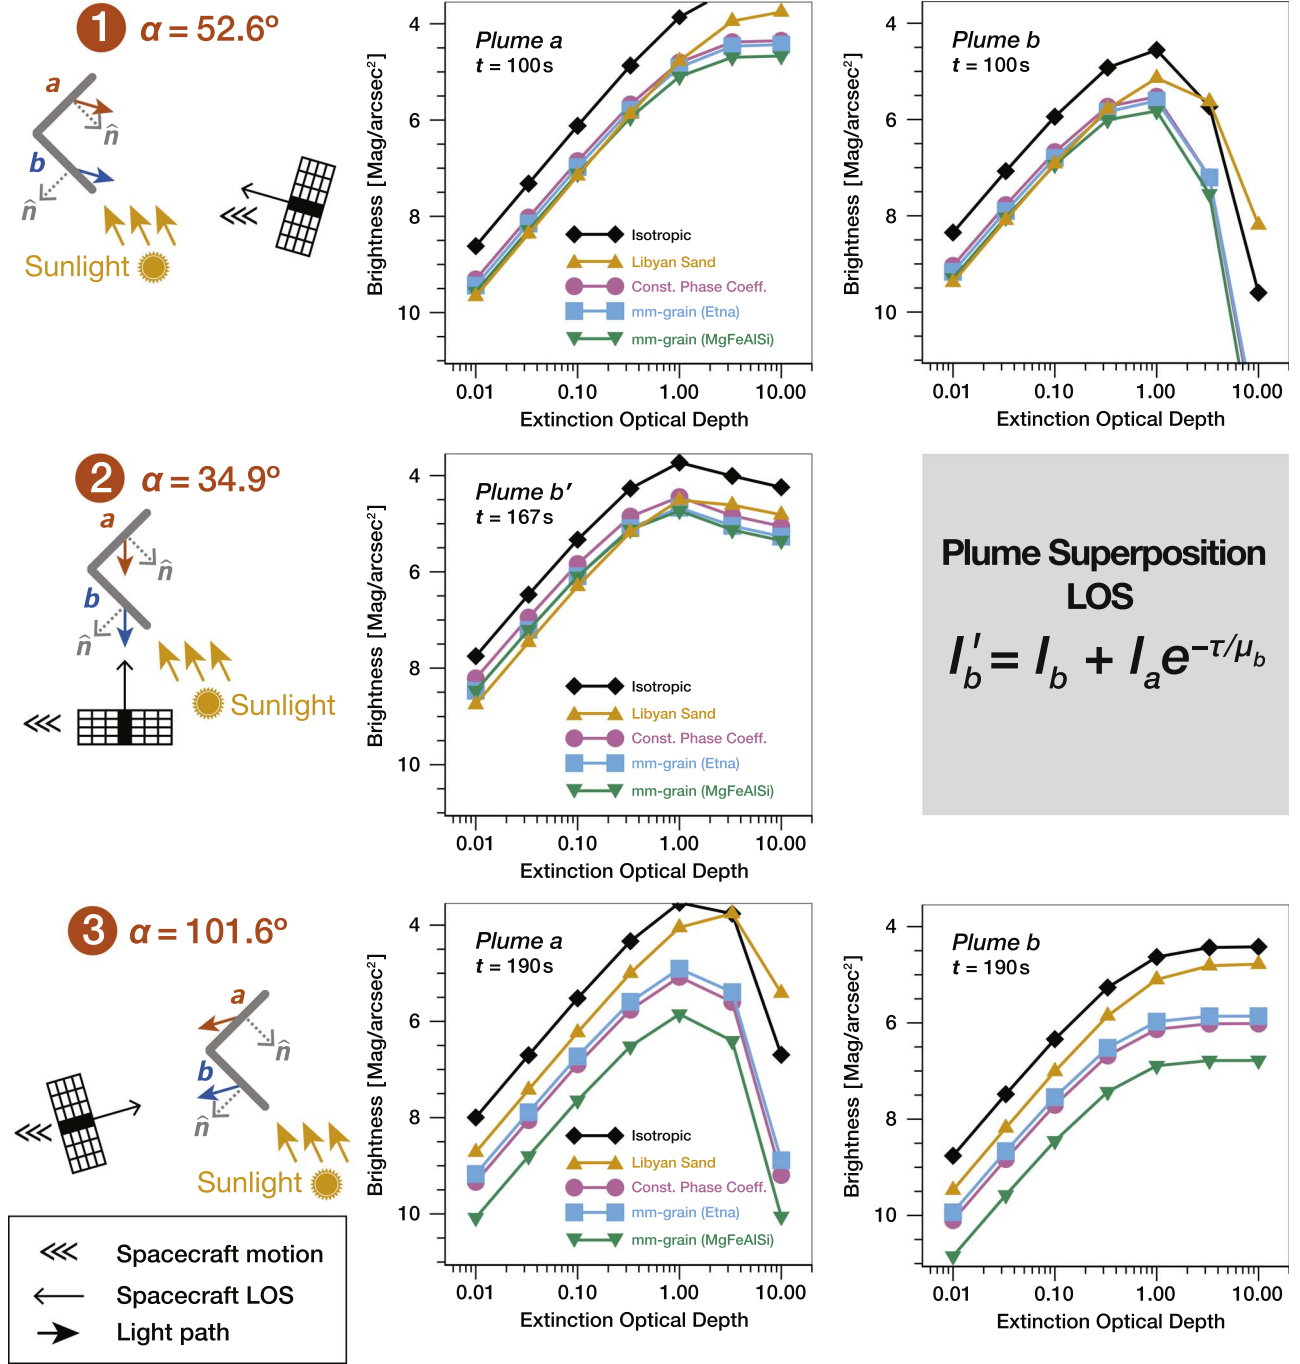 1 α = 52.6º
a
n̂
b
n̂
Sunlight
Plume a
t = 100 s
Brightness [Mag/arcsec²]
4
6
8
10
Isotropic
Libyan Sand
Const. Phase Coeff.
mm-grain (Etna)
mm-grain (MgFeAlSi)
0.01 0.10 1.00 10.00
Extinction Optical Depth
Plume b
t = 100 s
Brightness [Mag/arcsec²]
4
6
8
10
0.01 0.10 1.00 10.00
Extinction Optical Depth
2 α = 34.9º
a
n̂
b
n̂
Sunlight
Plume b′
t = 167 s
Brightness [Mag/arcsec²]
4
6
8
10
Isotropic
Libyan Sand
Const. Phase Coeff.
mm-grain (Etna)
mm-grain (MgFeAlSi)
0.01 0.10 1.00 10.00
Extinction Optical Depth
Plume Superposition
LOS
I′b = Ib + Iae−τ/μb
3 α = 101.6º
a
n̂
b
n̂
Sunlight
Plume a
t = 190 s
Brightness [Mag/arcsec²]
4
6
8
10
Isotropic
Libyan Sand
Const. Phase Coeff.
mm-grain (Etna)
mm-grain (MgFeAlSi)
0.01 0.10 1.00 10.00
Extinction Optical Depth
Plume b
t = 190 s
Brightness [Mag/arcsec²]
4
6
8
10
0.01 0.10 1.00 10.00
Extinction Optical Depth
Spacecraft motion
Spacecraft LOS
Light path